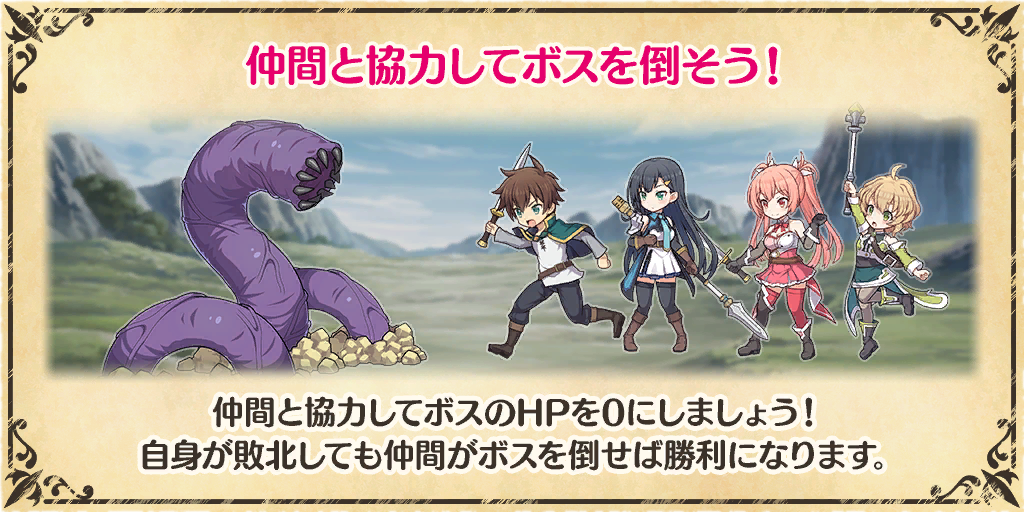 仲間と協力してボスを倒そう！
仲間と協力してボスのHPを0にしましょう！
自身が敗北しても仲間がボスを倒せば勝利になります。